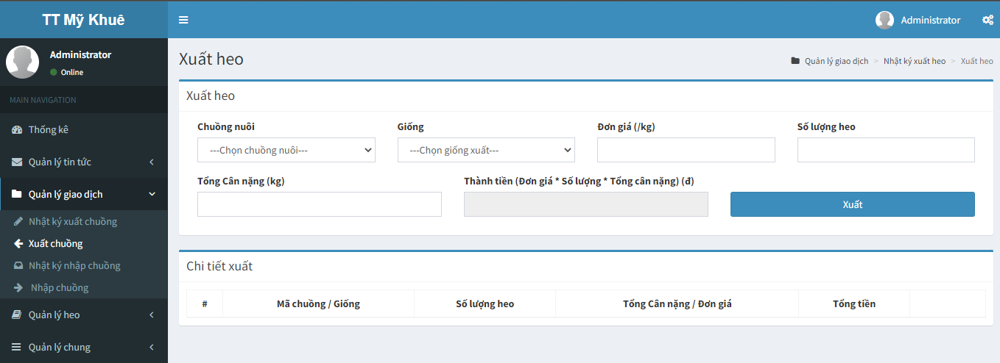 TT Mỹ Khuê
Administrator
Administrator
Online
MAIN NAVIGATION
Thống kê
Quản lý tin tức
Quản lý giao dịch
Nhật ký xuất chuồng
Xuất chuồng
Nhật ký nhập chuồng
Nhập chuồng
Quản lý heo
Quản lý chung
Xuất heo
Quản lý giao dịch > Nhật ký xuất heo > Xuất heo
Xuất heo
Chuồng nuôi Giống Đơn giá (/kg) Số lượng heo
---Chọn chuồng nuôi--- ---Chọn giống xuất---
Tổng Cân nặng (kg) Thành tiền (Đơn giá * Số lượng * Tổng cân nặng) (đ)
Xuất
Chi tiết xuất
# Mã chuồng / Giống Số lượng heo Tổng Cân nặng / Đơn giá Tổng tiền